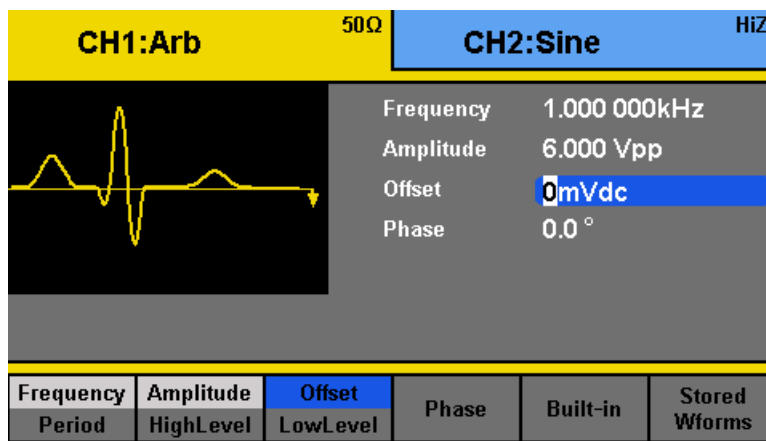 CH1:Arb 50Ω CH2:Sine HiZ
Frequency 1.000 000kHz
Amplitude 6.000 Vpp
Offset 0mVdc
Phase 0.0 °
Frequency Amplitude Offset Phase Built-in Stored
Period HighLevel LowLevel Wforms